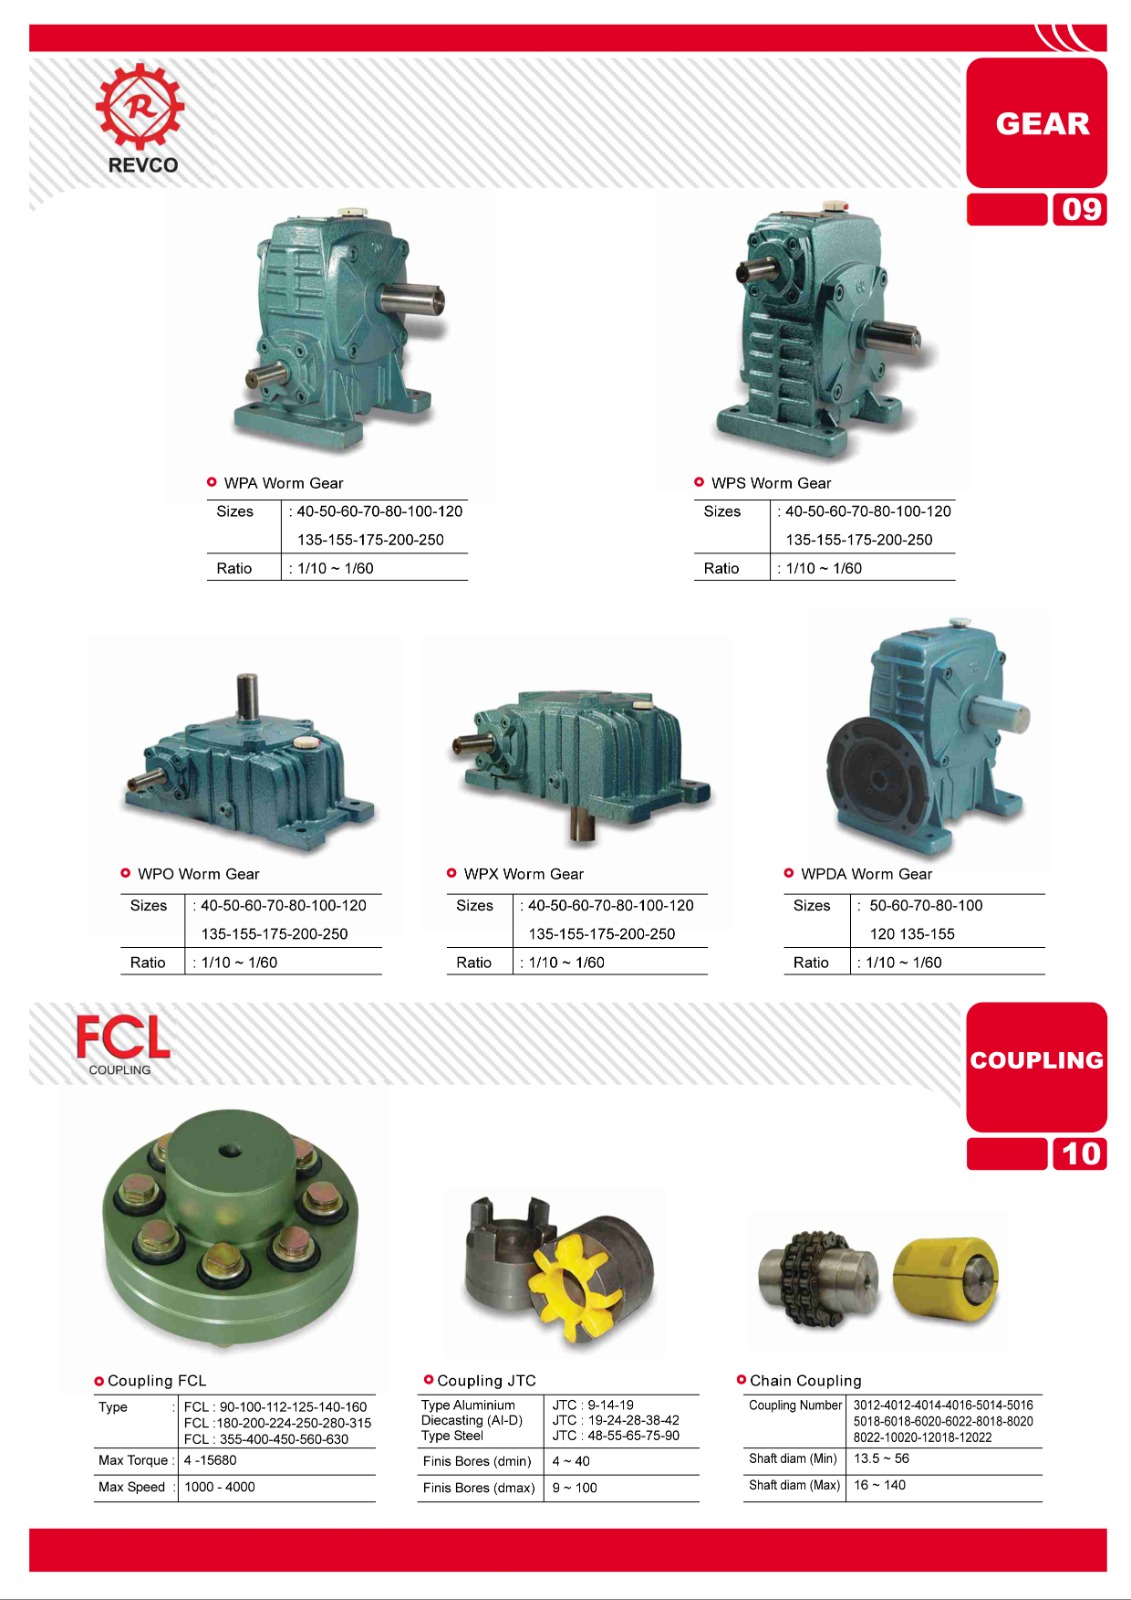 R
REVCO
GEAR
09
WPA Worm Gear
Sizes : 40-50-60-70-80-100-120
135-155-175-200-250
Ratio : 1/10 ~ 1/60
WPS Worm Gear
Sizes : 40-50-60-70-80-100-120
135-155-175-200-250
Ratio : 1/10 ~ 1/60
WPO Worm Gear
Sizes : 40-50-60-70-80-100-120
135-155-175-200-250
Ratio : 1/10 ~ 1/60
WPX Worm Gear
Sizes : 40-50-60-70-80-100-120
135-155-175-200-250
Ratio : 1/10 ~ 1/60
WPDA Worm Gear
Sizes : 50-60-70-80-100
120 135-155
Ratio : 1/10 ~ 1/60
FCL
COUPLING
COUPLING
10
Coupling FCL
Type : FCL : 90-100-112-125-140-160
FCL :180-200-224-250-280-315
FCL : 355-400-450-560-630
Max Torque : 4 -15680
Max Speed : 1000 - 4000
Coupling JTC
Type Aluminium JTC : 9-14-19
Diecasting (Al-D) JTC : 19-24-28-38-42
Type Steel JTC : 48-55-65-75-90
Finis Bores (dmin) 4 ~ 40
Finis Bores (dmax) 9 ~ 100
Chain Coupling
Coupling Number 3012-4012-4014-4016-5014-5016
5018-6018-6020-6022-8018-8020
8022-10020-12018-12022
Shaft diam (Min) 13.5 ~ 56
Shaft diam (Max) 16 ~ 140